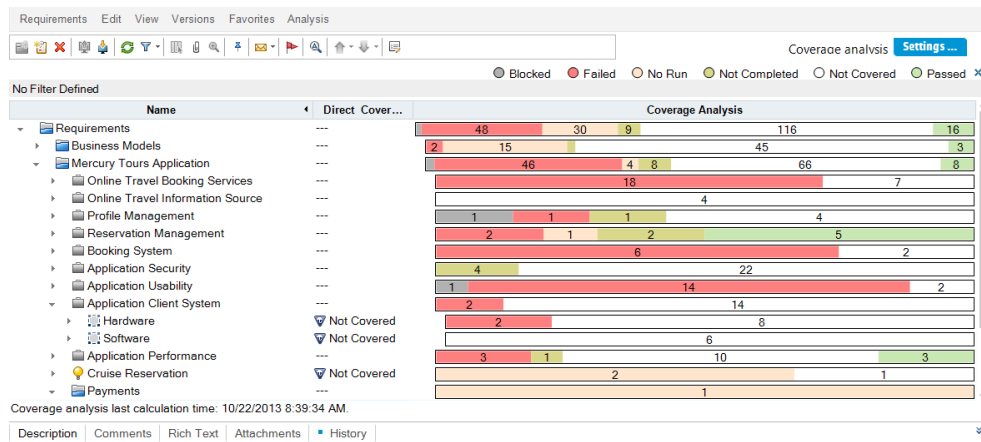 Requirements Edit View Versions Favorites Analysis
Coverage analysis Settings ...
Blocked Failed No Run Not Completed Not Covered Passed
No Filter Defined
Name Direct Cover... Coverage Analysis
Requirements --- 48 30 9 116 16
Business Models --- 2 15 45 3
Mercury Tours Application --- 46 4 8 66 8
Online Travel Booking Services --- 18 7
Online Travel Information Source --- 4
Profile Management --- 1 1 1 4
Reservation Management --- 2 1 2 5
Booking System --- 6 2
Application Security --- 4 22
Application Usability --- 1 14 2
Application Client System --- 2 14
Hardware Not Covered 2 8
Software Not Covered 6
Application Performance --- 3 1 10 3
Cruise Reservation Not Covered 2 1
Payments --- 1
Coverage analysis last calculation time: 10/22/2013 8:39:34 AM.
Description Comments Rich Text Attachments History